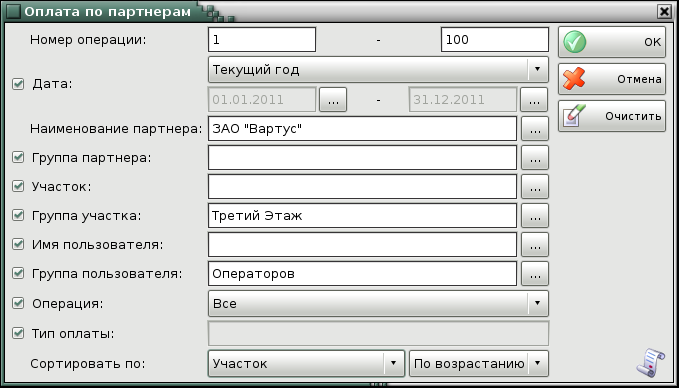 Оплата по партнерам
Номер операции: 1 - 100
OK
Дата: Текущий год
Отмена
01.01.2011 ... - 31.12.2011 ...
Очистить
Наименование партнера: ЗАО "Вартус" ...
Группа партнера: ...
Участок: ...
Группа участка: Третий Этаж ...
Имя пользователя: ...
Группа пользователя: Операторов ...
Операция: Все
Тип оплаты:
Сортировать по: Участок По возрастанию